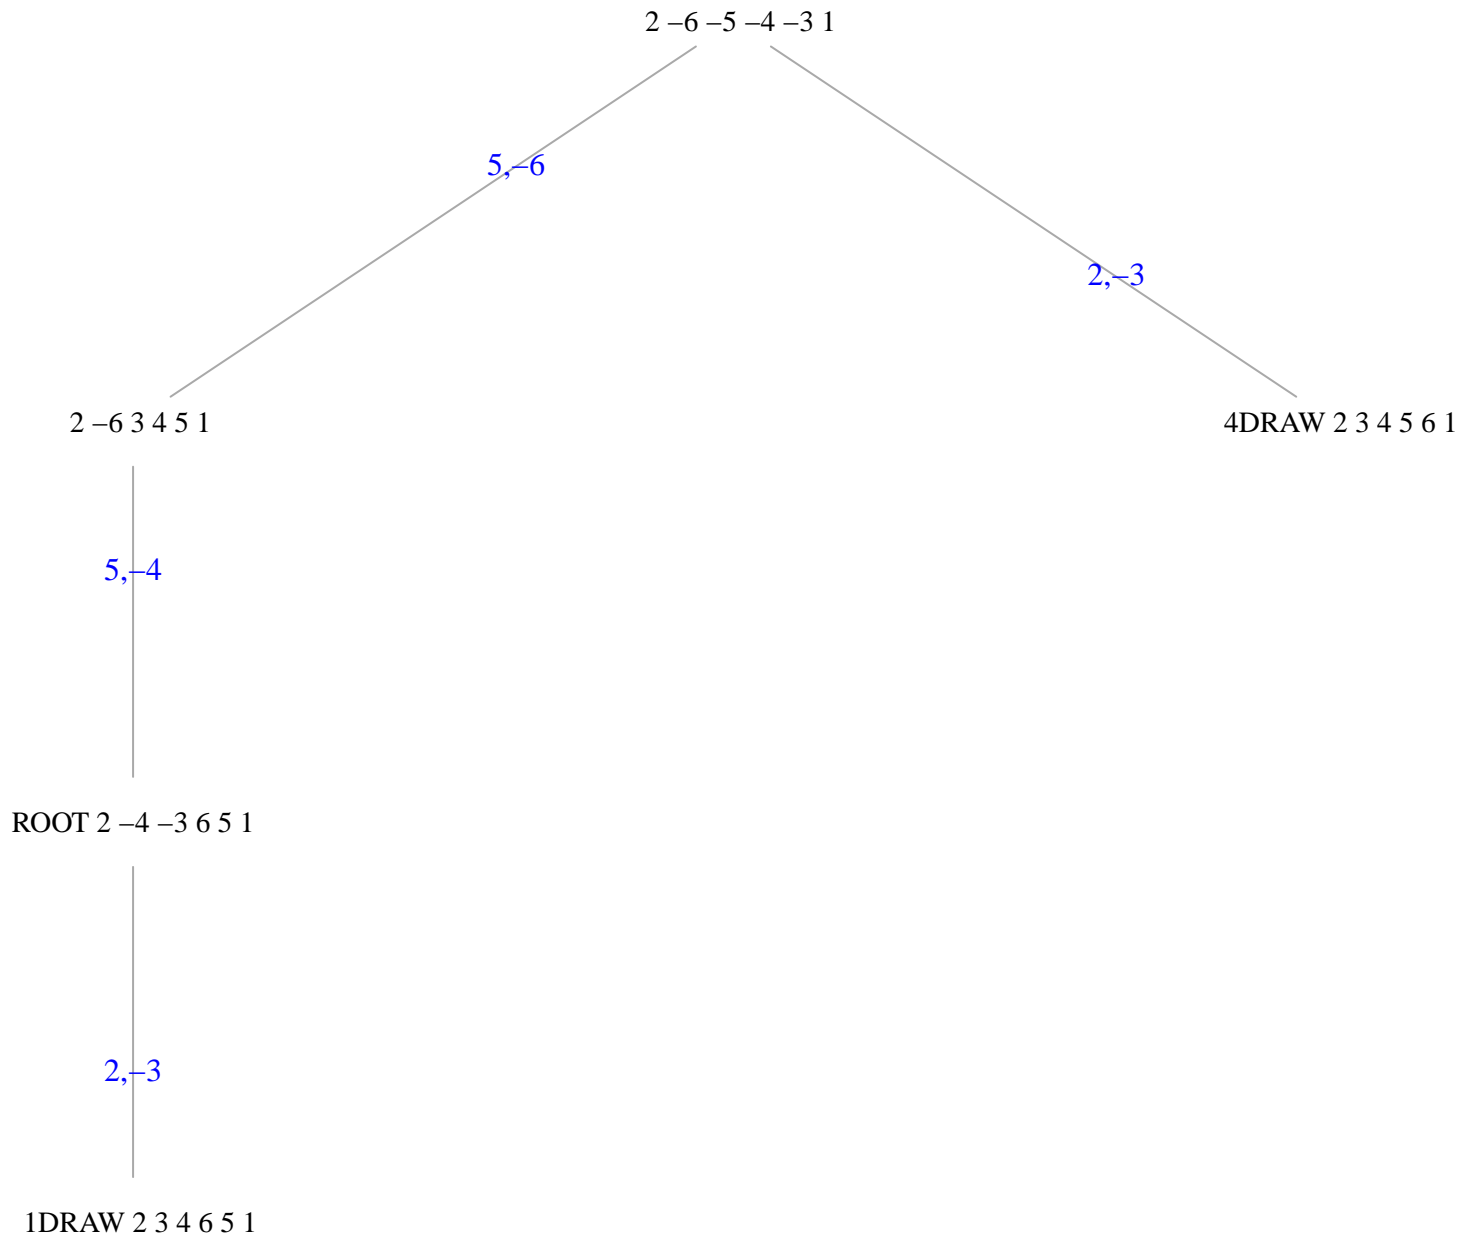 2 –6 –5 –4 –3 1
5,–6
2,–3
2 –6 3 4 5 1
4DRAW 2 3 4 5 6 1
5,–4
ROOT 2 –4 –3 6 5 1
2,–3
1DRAW 2 3 4 6 5 1